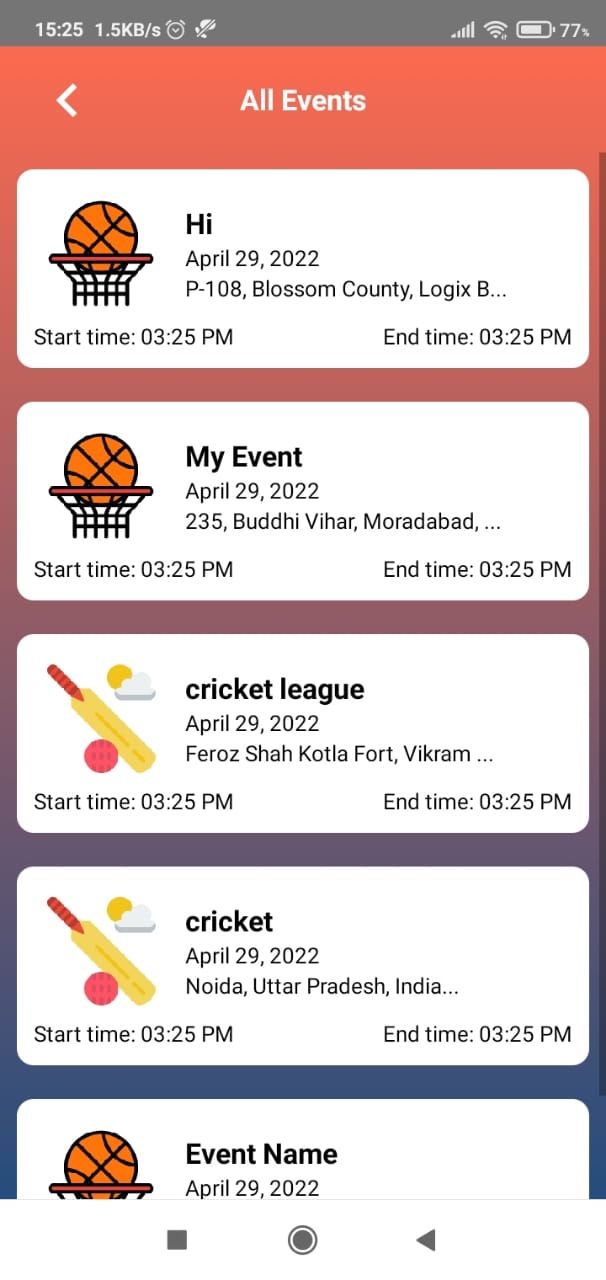 15:25 1.5KB/s 77%
All Events
Hi
April 29, 2022
P-108, Blossom County, Logix B...
Start time: 03:25 PM End time: 03:25 PM
My Event
April 29, 2022
235, Buddhi Vihar, Moradabad, ...
Start time: 03:25 PM End time: 03:25 PM
cricket league
April 29, 2022
Feroz Shah Kotla Fort, Vikram ...
Start time: 03:25 PM End time: 03:25 PM
cricket
April 29, 2022
Noida, Uttar Pradesh, India...
Start time: 03:25 PM End time: 03:25 PM
Event Name
April 29, 2022